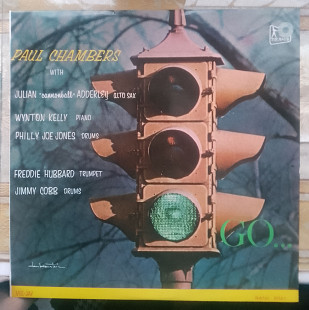 PAUL CHAMBERS
WITH
JULIAN "cannonball" ADDERLEY ALTO SAX
WYNTON KELLY PIANO
PHILLY JOE JONES DRUMS
FREDDIE HUBBARD TRUMPET
JIMMY COBB DRUMS
GO...